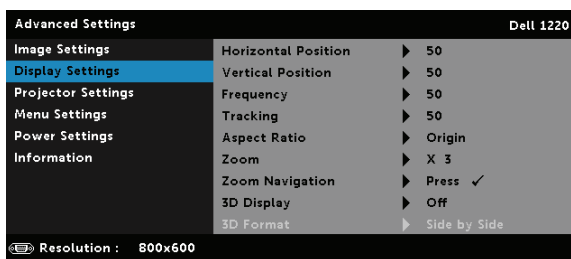 Advanced Settings Dell 1220
Image Settings
Display Settings
Projector Settings
Menu Settings
Power Settings
Information
Horizontal Position 50
Vertical Position 50
Frequency 50
Tracking 50
Aspect Ratio Origin
Zoom X 3
Zoom Navigation Press ✓
3D Display Off
3D Format Side by Side
Resolution : 800x600